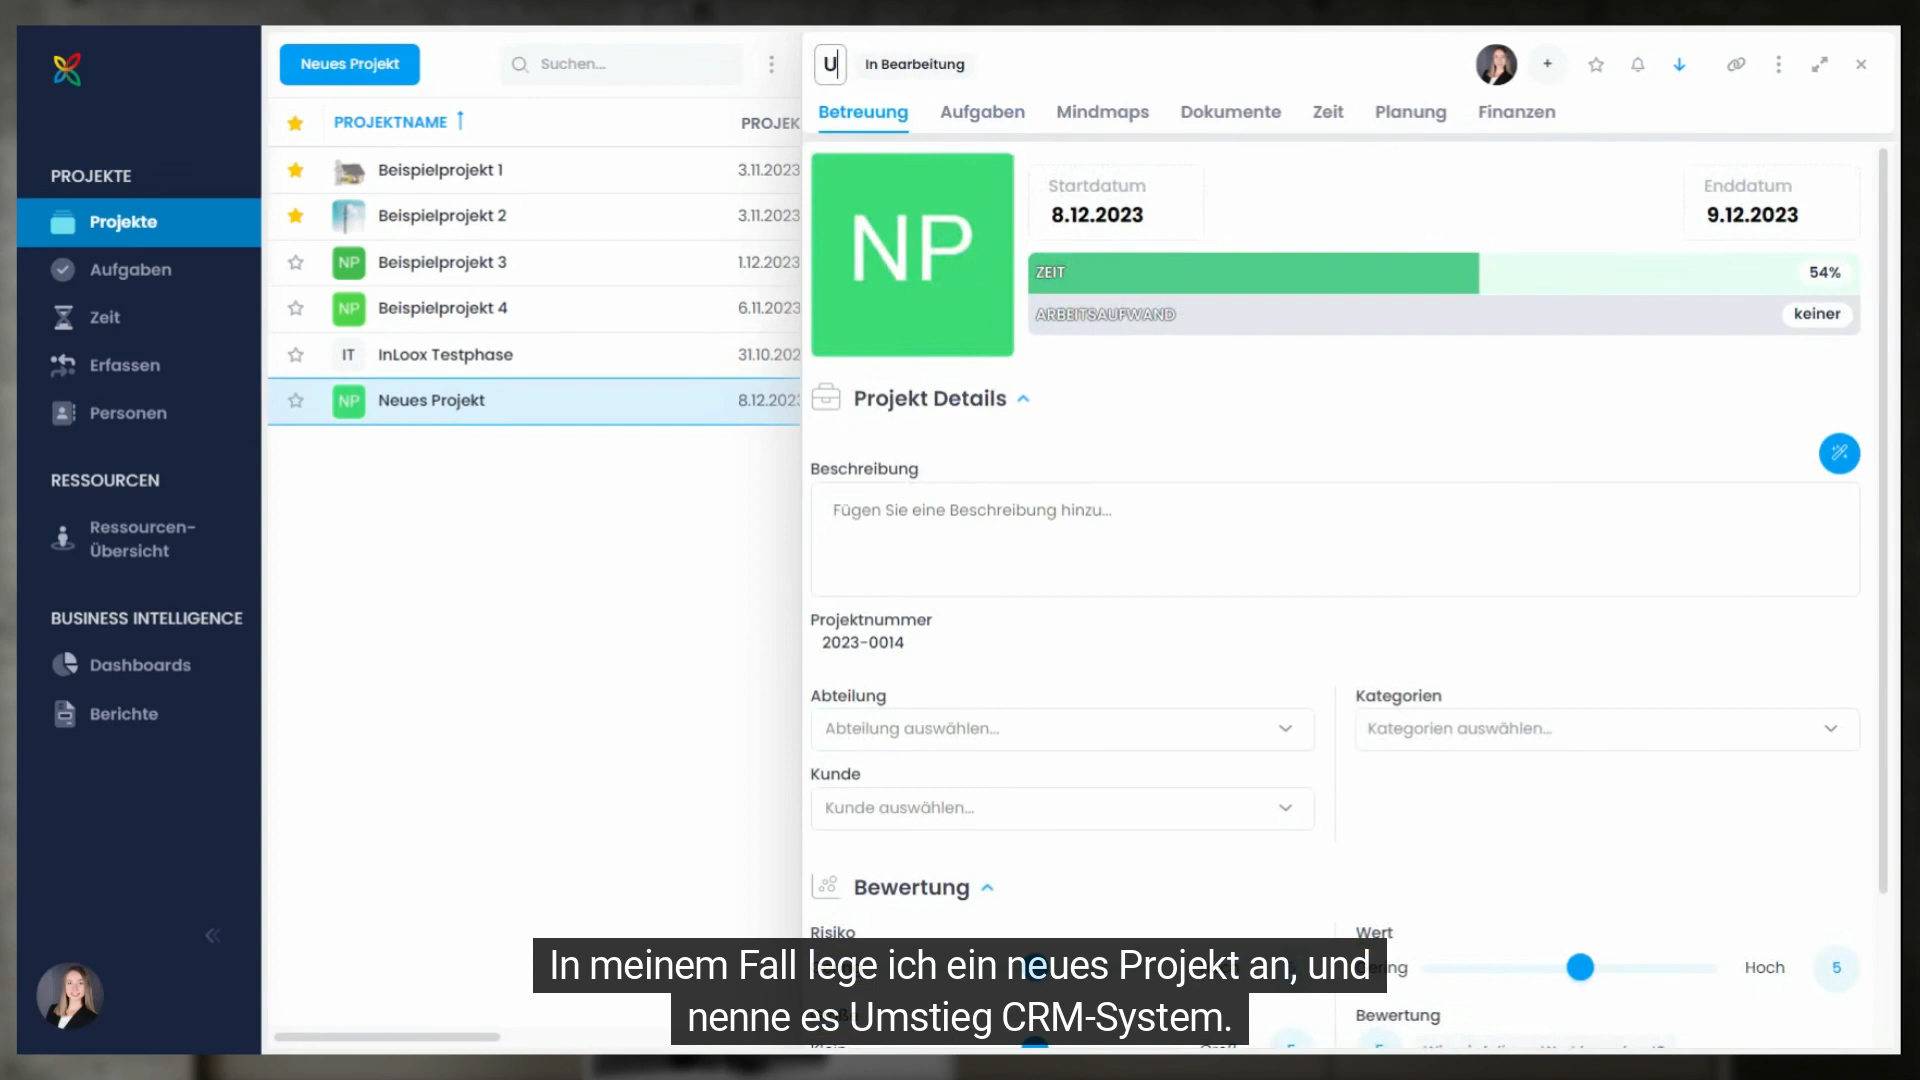 Neues Projekt
Suchen...
U
In Bearbeitung
Betreuung
Aufgaben
Mindmaps
Dokumente
Zeit
Planung
Finanzen
PROJEKTE
Projekte
Aufgaben
Zeit
Erfassen
Personen
RESSOURCEN
Ressourcen-
Übersicht
BUSINESS INTELLIGENCE
Dashboards
Berichte
PROJEKTNAME
PROJEK
Beispielprojekt 1
3.11.2023
Beispielprojekt 2
3.11.2023
NP
Beispielprojekt 3
1.12.2023
NP
Beispielprojekt 4
6.11.2023
IT
InLoox Testphase
31.10.202
NP
Neues Projekt
8.12.2023
NP
Startdatum
8.12.2023
Enddatum
9.12.2023
ZEIT
54%
ARBEITSAUFWAND
keiner
Projekt Details
Beschreibung
Fügen Sie eine Beschreibung hinzu...
Projektnummer
2023-0014
Abteilung
Abteilung auswählen...
Kategorien
Kategorien auswählen...
Kunde
Kunde auswählen...
Bewertung
Risiko
Wert
Hoch
5
Bewertung
In meinem Fall lege ich ein neues Projekt an, und
nenne es Umstieg CRM-System.